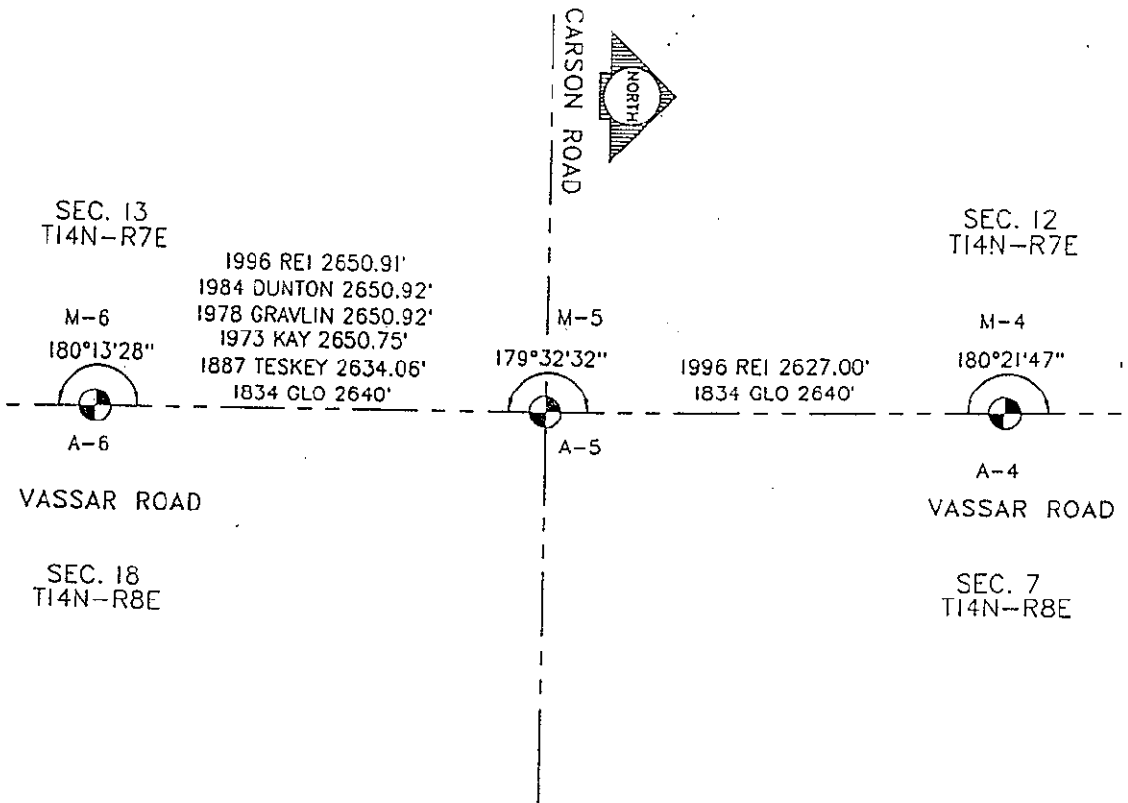 CARSON ROAD
NORTH
SEC. 13
T14N-R7E
SEC. 12
T14N-R7E
1996 REI 2650.91'
1984 DUNTON 2650.92'
1978 GRAVLIN 2650.92'
1973 KAY 2650.75'
1887 TESKEY 2634.06'
1834 GLO 2640'
M-6
180°13'28"
M-5
179°32'32"
1996 REI 2627.00'
1834 GLO 2640'
M-4
180°21'47"
A-6
A-5
A-4
VASSAR ROAD
VASSAR ROAD
SEC. 18
T14N-R8E
SEC. 7
T14N-R8E